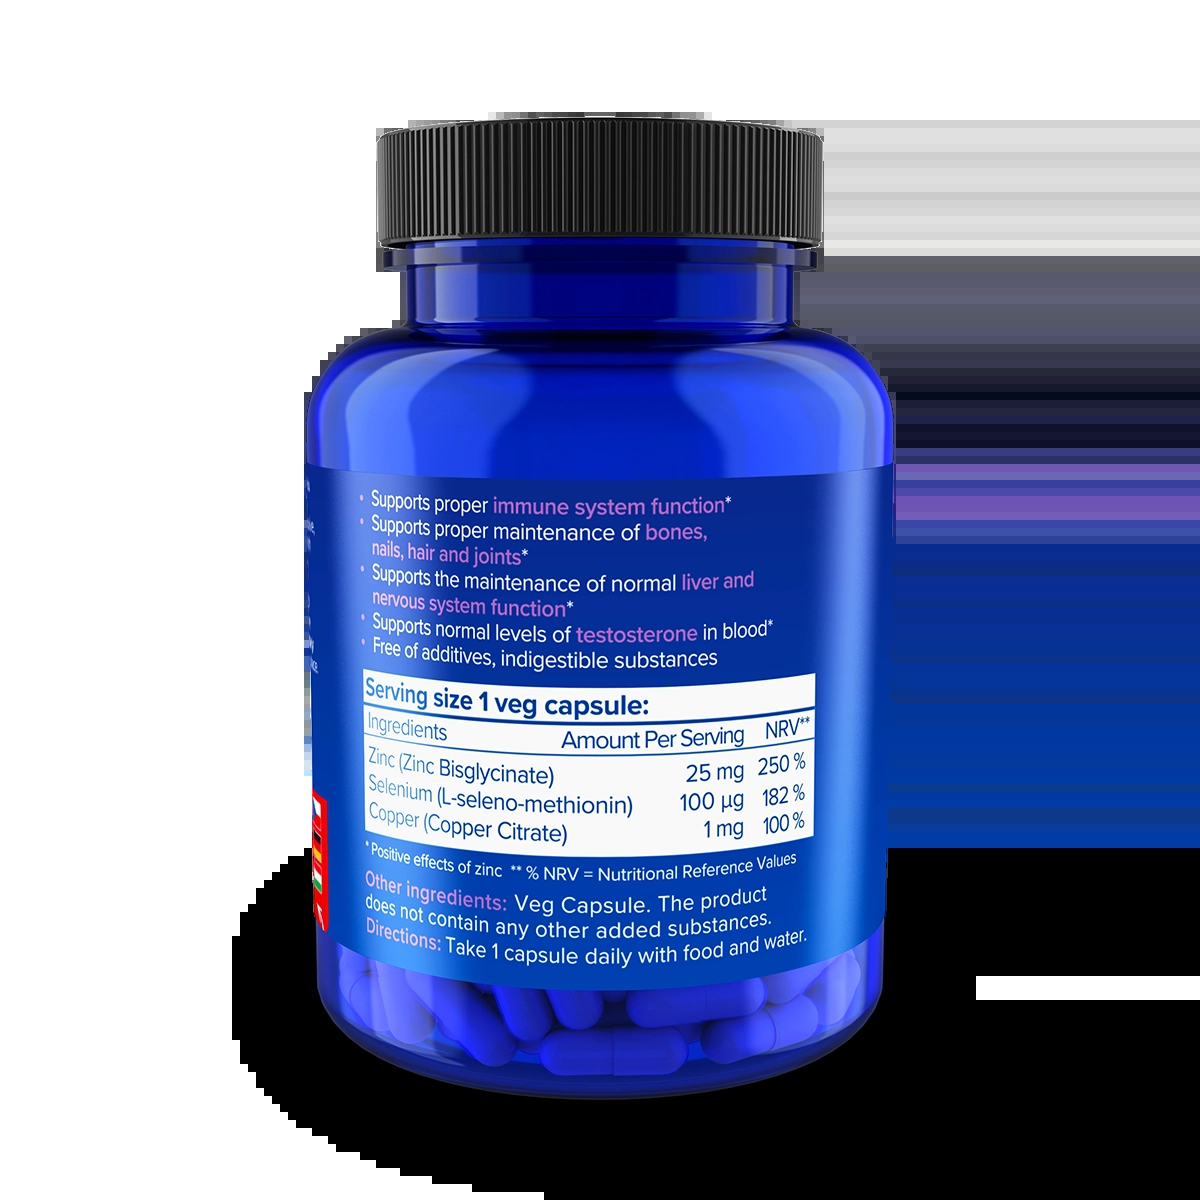 • Supports proper immune system function*
• Supports proper maintenance of bones,
nails, hair and joints*
• Supports the maintenance of normal liver and
nervous system function*
• Supports normal levels of testosterone in blood*
• Free of additives, indigestible substances
Serving size 1 veg capsule:
Ingredients Amount Per Serving NRV**
Zinc (Zinc Bisglycinate) 25 mg 250 %
Selenium (L-seleno-methionin) 100 µg 182 %
Copper (Copper Citrate) 1 mg 100 %
* Positive effects of zinc ** % NRV = Nutritional Reference Values
Other ingredients: Veg Capsule. The product
does not contain any other added substances.
Directions: Take 1 capsule daily with food and water.